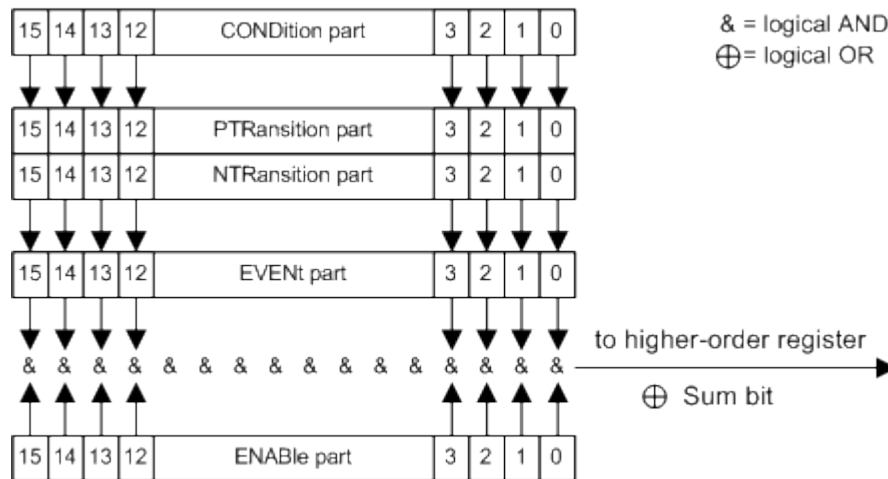 15 14 13 12 CONDition part 3 2 1 0
& = logical AND
⊕= logical OR
15 14 13 12 PTRansition part 3 2 1 0
15 14 13 12 NTRansition part 3 2 1 0
15 14 13 12 EVENt part 3 2 1 0
to higher-order register
& & & & & & & & & & & & & & & &
⊕ Sum bit
15 14 13 12 ENABle part 3 2 1 0